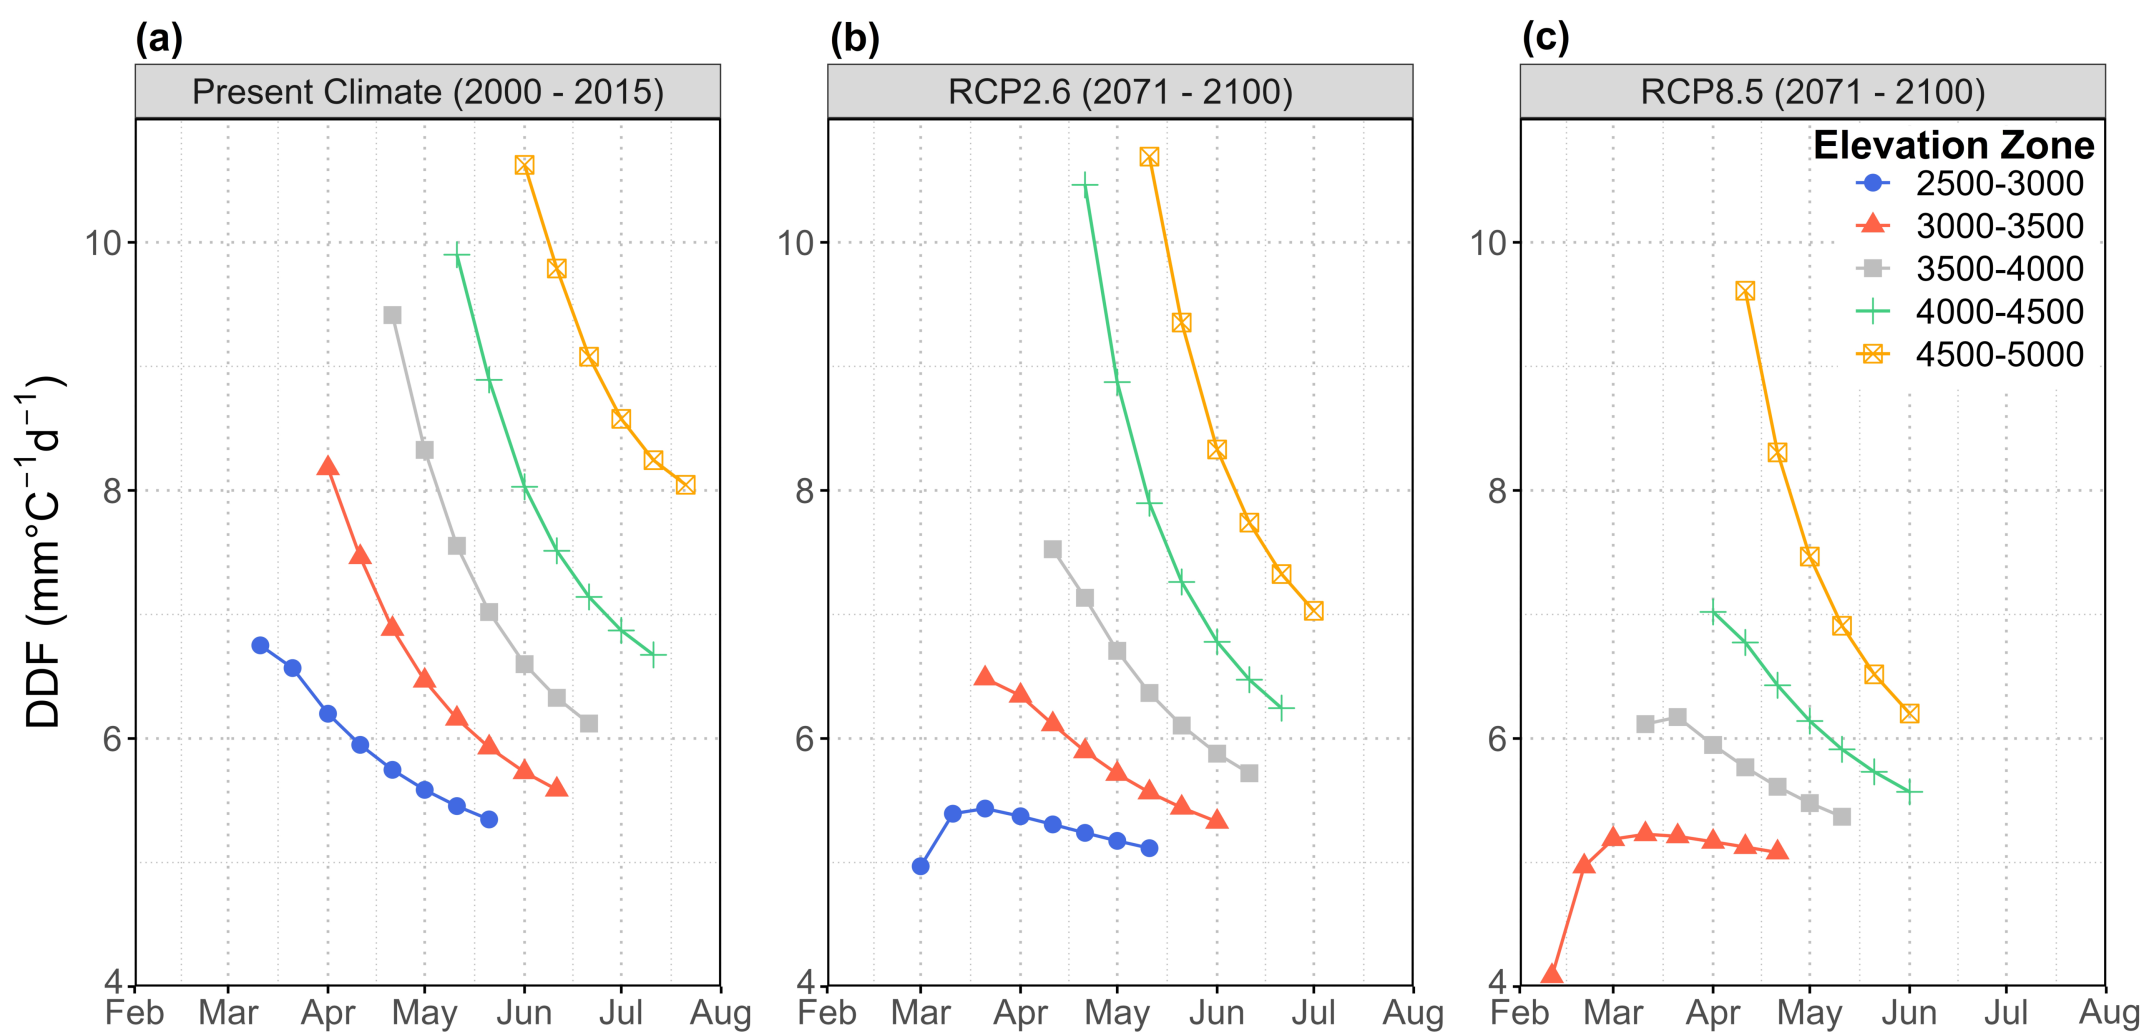 (a)
(b)
(c)
Present Climate (2000 - 2015)
RCP2.6 (2071 - 2100)
RCP8.5 (2071 - 2100)
DDF (mm°C⁻¹d⁻¹)
10
8
6
4
Feb Mar Apr May Jun Jul Aug
10
8
6
4
Feb Mar Apr May Jun Jul Aug
10
8
6
4
Feb Mar Apr May Jun Jul Aug
Elevation Zone
2500-3000
3000-3500
3500-4000
4000-4500
4500-5000